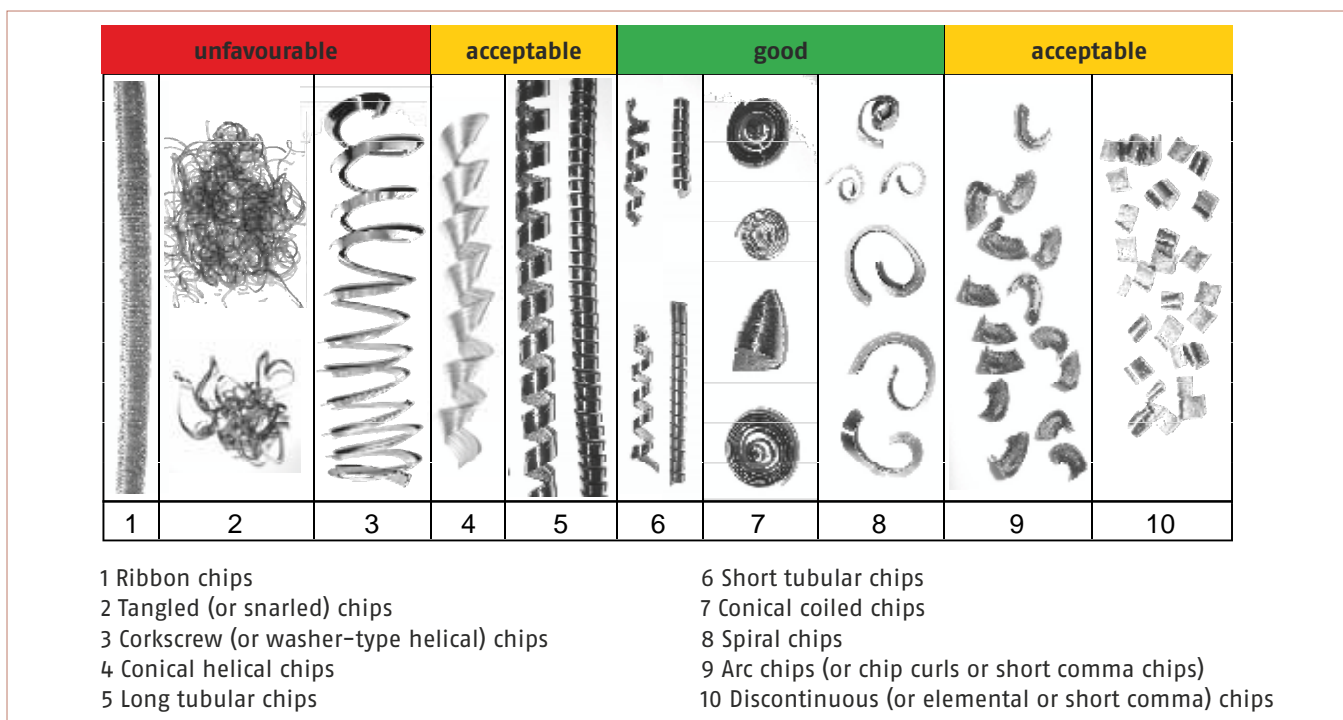 unfavourable acceptable good acceptable
1 2 3 4 5 6 7 8 9 10
1 Ribbon chips
2 Tangled (or snarled) chips
3 Corkscrew (or washer-type helical) chips
4 Conical helical chips
5 Long tubular chips
6 Short tubular chips
7 Conical coiled chips
8 Spiral chips
9 Arc chips (or chip curls or short comma chips)
10 Discontinuous (or elemental or short comma) chips